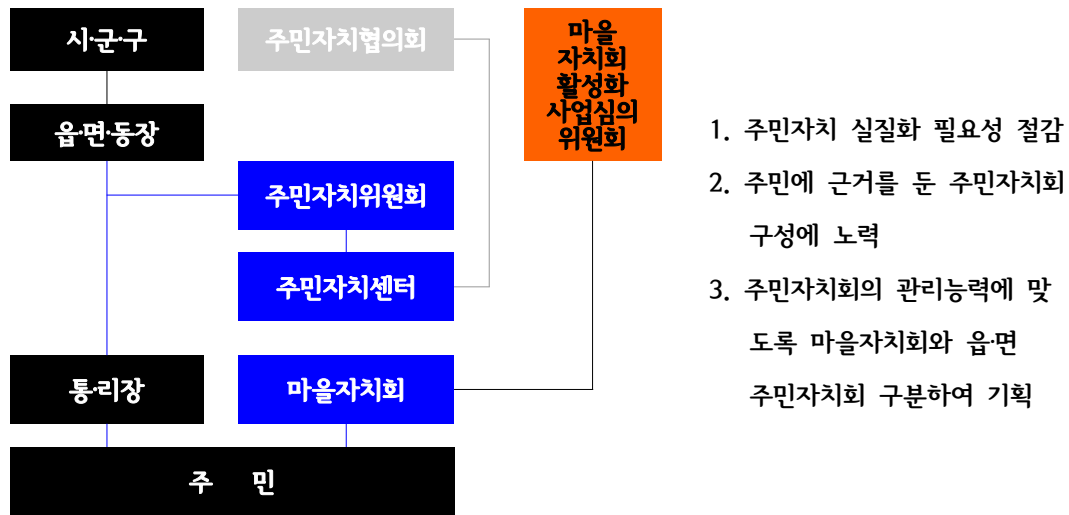 시·군·구
주민자치협의회
마을
자치회
활성화
사업심의
위원회
읍·면·동장
주민자치위원회
주민자치센터
통·리장
마을자치회
주 민
1. 주민자치 실질화 필요성 절감
2. 주민에 근거를 둔 주민자치회
구성에 노력
3. 주민자치회의 관리능력에 맞
도록 마을자치회와 읍·면
주민자치회 구분하여 기획